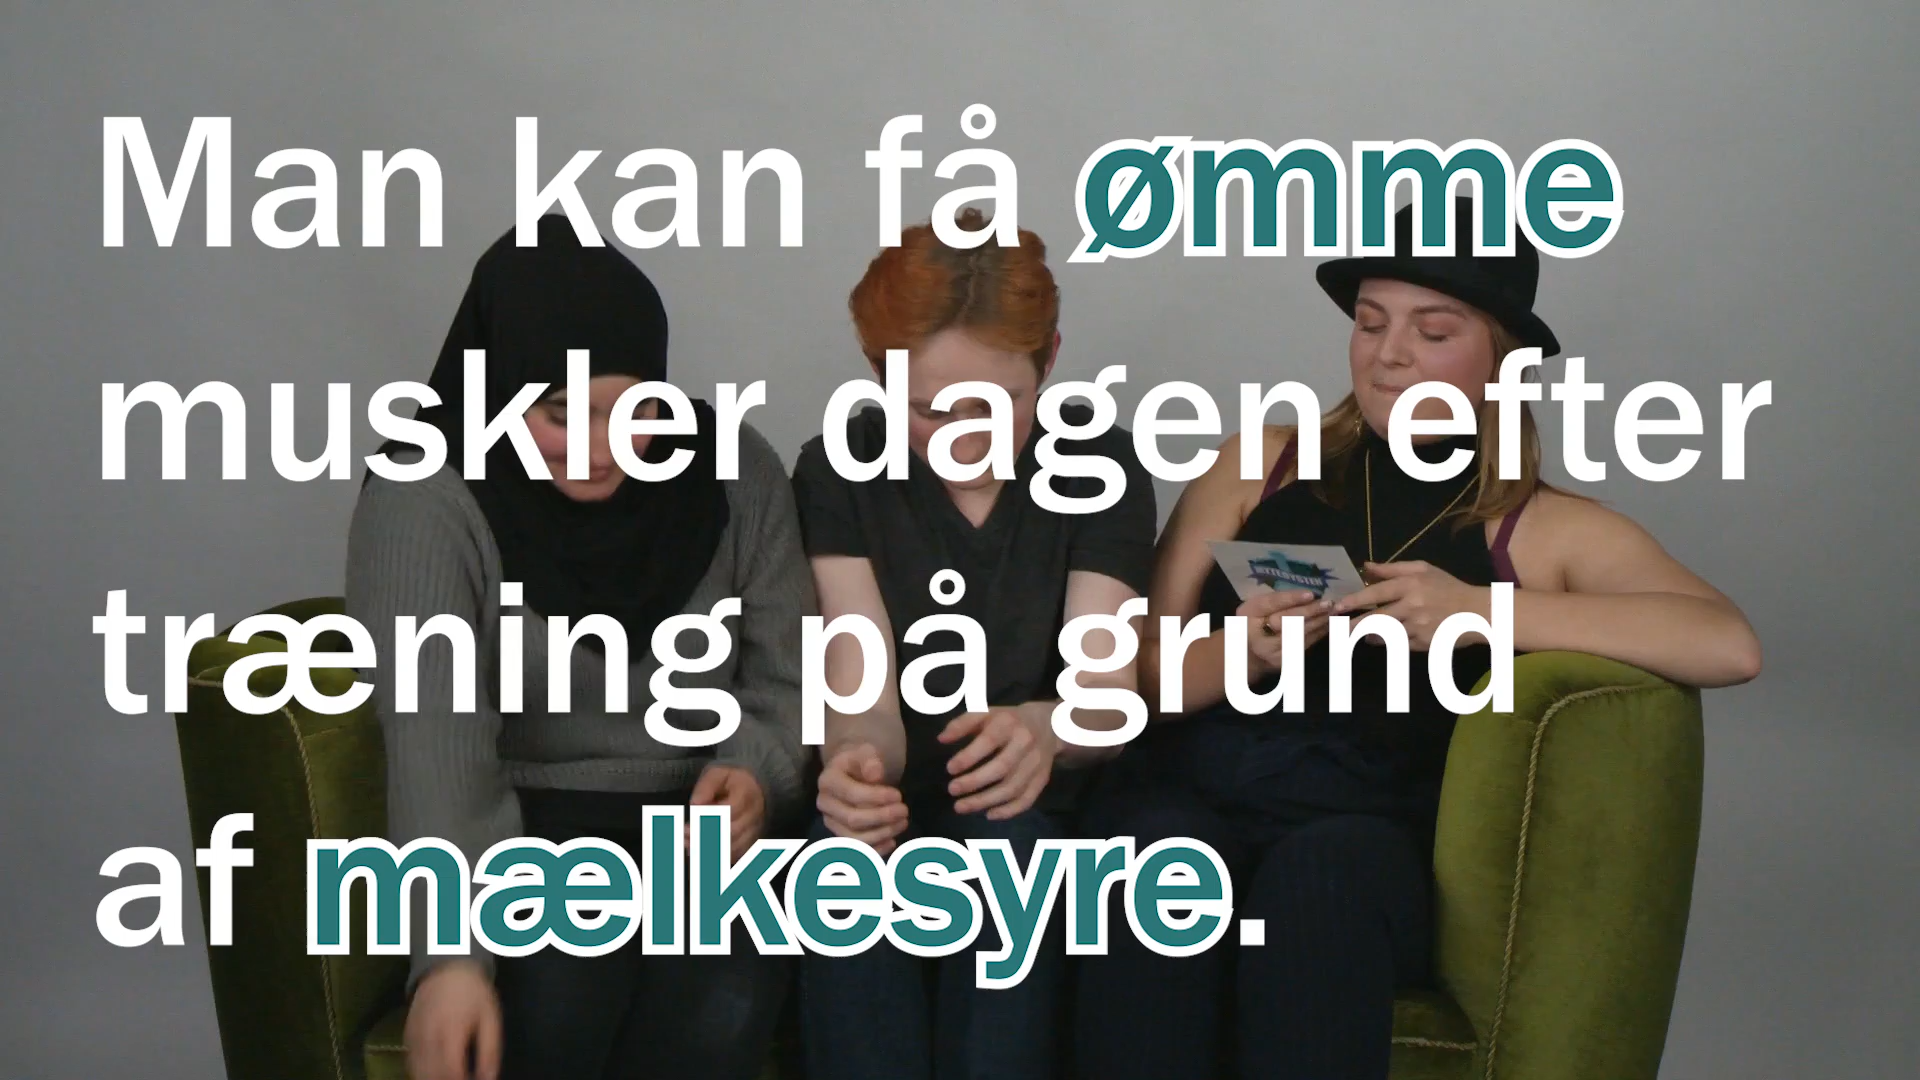 Man kan få ømme
muskler dagen efter
træning på grund
af mælkesyre.